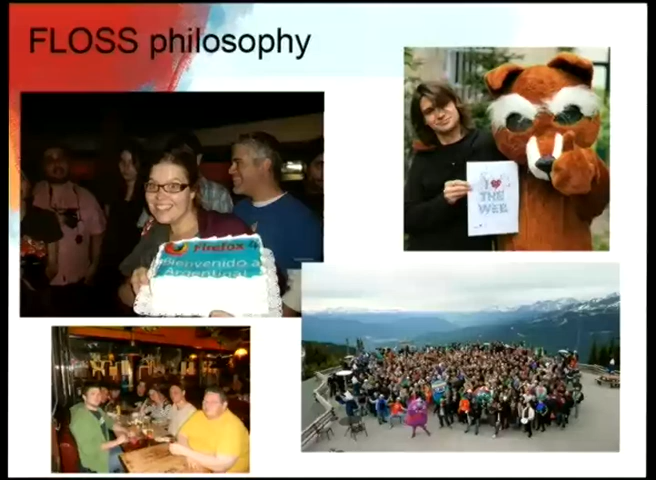 FLOSS philosophy
I ♥
THE
WEB
Firefox 4
Bienvenido a
Argentina!